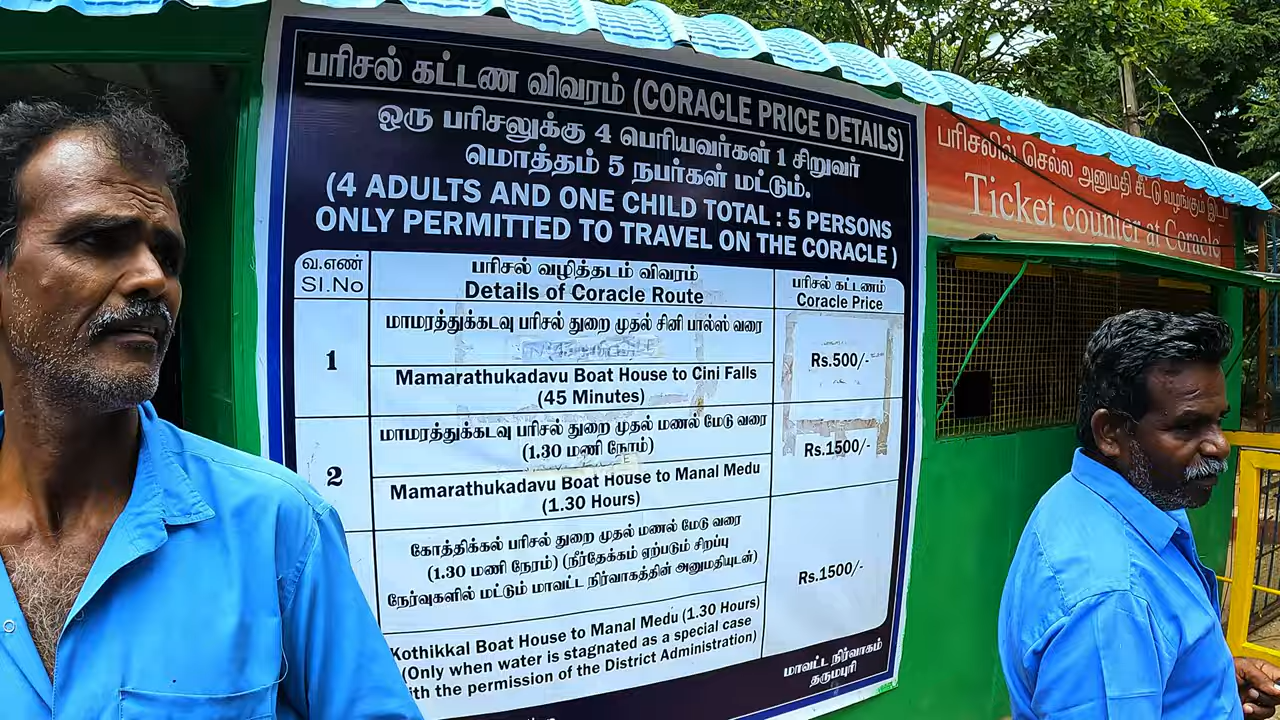 பரிசல் கட்டண விவரம் (CORACLE PRICE DETAILS)
ஒரு பரிசலுக்கு 4 பெரியவர்கள் 1 சிறுவர்
மொத்தம் 5 நபர்கள் மட்டும்.
(4 ADULTS AND ONE CHILD TOTAL : 5 PERSONS
ONLY PERMITTED TO TRAVEL ON THE CORACLE )
வ.எண்
SI.No
பரிசல் வழித்தடம் விவரம்
Details of Coracle Route
பரிசல் கட்டணம்
Coracle Price
1
மாமரத்துக்கடவு பரிசல் துறை முதல் சினி பால்ஸ் வரை
Mamarathukadavu Boat House to Cini Falls
(45 Minutes)
Rs.500/-
2
மாமரத்துக்கடவு பரிசல் துறை முதல் மணல் மேடு வரை
(1.30 மணி நேரம்)
Mamarathukadavu Boat House to Manal Medu
(1.30 Hours)
Rs.1500/-
கோத்திக்கல் பரிசல் துறை முதல் மணல் மேடு வரை
(1.30 மணி நேரம்) (நீர்தேக்கம் ஏற்படும் சிறப்பு
நேர்வுகளில் மட்டும் மாவட்ட நிர்வாகத்தின் அனுமதியுடன்)
Kothikkal Boat House to Manal Medu (1.30 Hours)
(Only when water is stagnated as a special case
the permission of the District Administration)
Rs.1500/-
மாவட்ட நிர்வாகம்
தருமபுரி
பரிசலில் செல்ல அனுமதி சீட்டு வழங்கும் இடம்
Ticket counter at Coracle